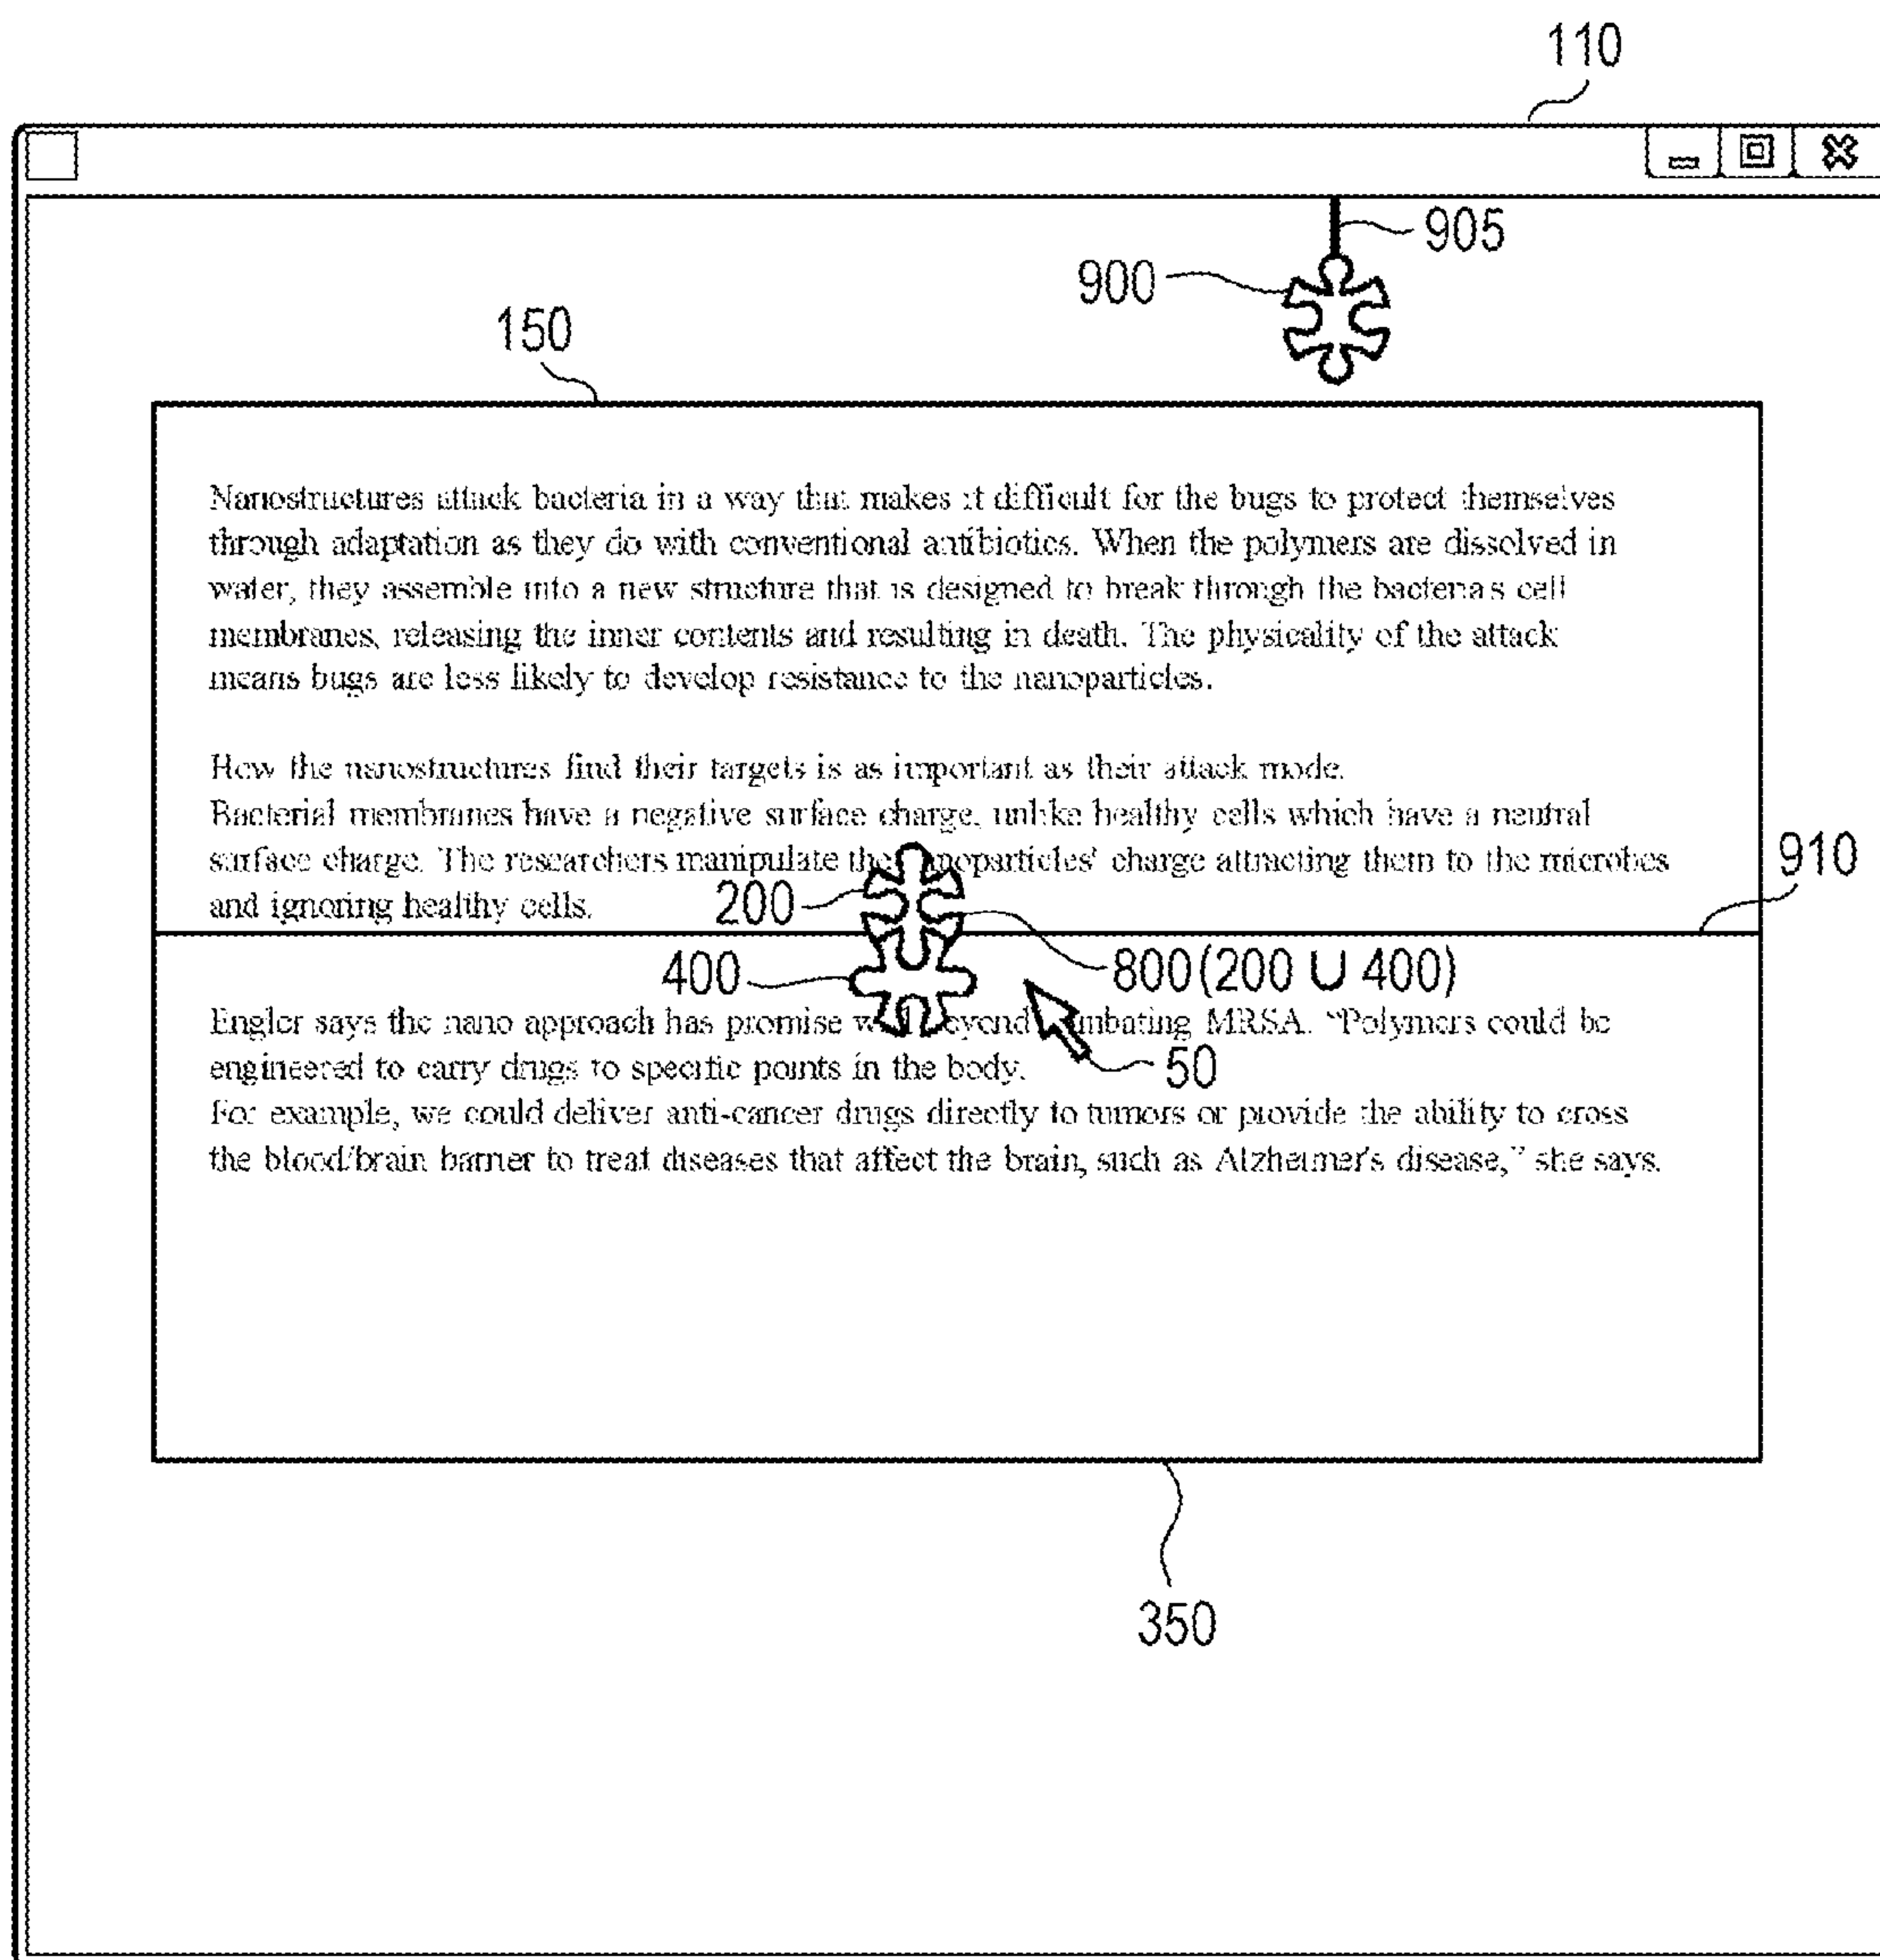 110
905
900
150
Nanostructures attack bacteria in a way that makes it difficult for the bugs to protect themselves
through adaptation as they do with conventional antibiotics. When the polymers are dissolved in
water, they assemble into a new structure that is designed to break through the bacteria's cell
membranes, releasing the inner contents and resulting in death. The physicality of the attack
means bugs are less likely to develop resistance to the nanoparticles.
How the nanostructures find their targets is as important as their attack mode.
Bacterial membranes have a negative surface charge, unlike healthy cells which have a neutral
surface charge. The researchers manipulate the noparticles' charge attracting them to the microbes
910
and ignoring healthy cells.
200
400
800(200 ∪ 400)
Engler says the nano approach has promise w eyond mbating MRSA. “Polymers could be
50
engineered to carry drugs to specific points in the body.
For example, we could deliver anti-cancer drugs directly to tumors or provide the ability to cross
the blood/brain barrier to treat diseases that affect the brain, such as Alzheimer's disease,” she says.
350